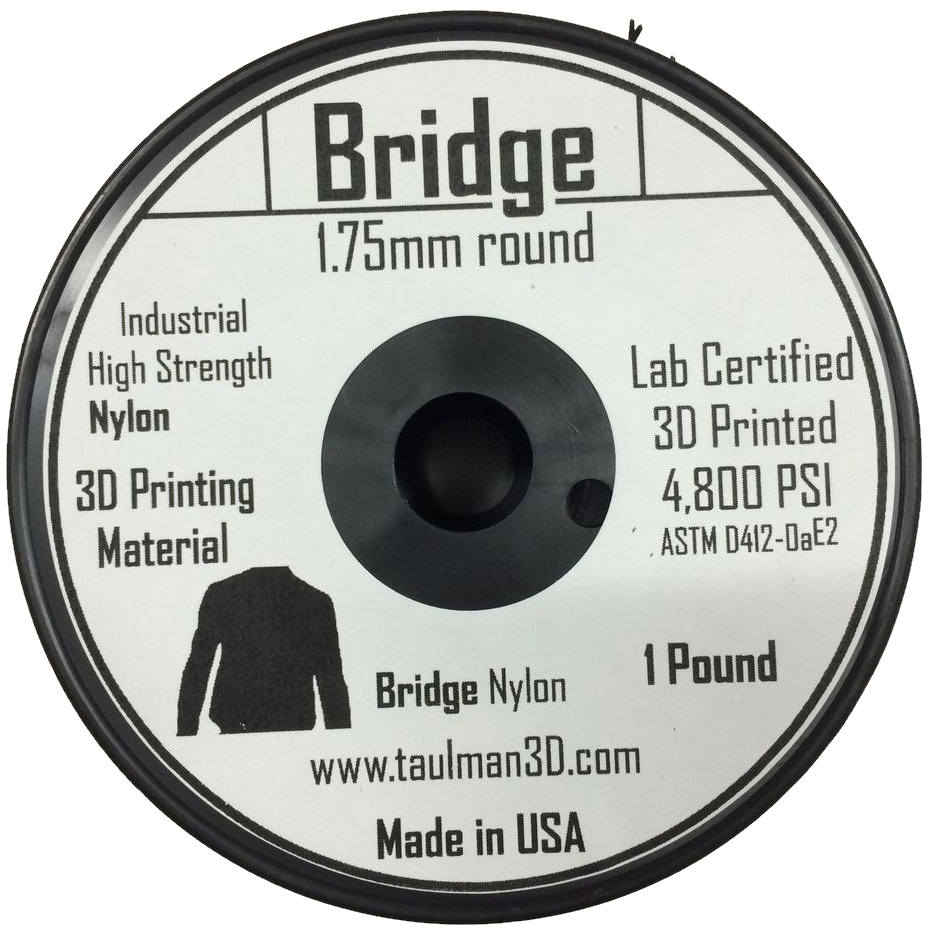 Bridge
1.75mm round
Industrial
High Strength
Nylon
3D Printing
Material
Lab Certified
3D Printed
4,800 PSI
ASTM D412-0aE2
1 Pound
Bridge Nylon
www.taulman3D.com
Made in USA